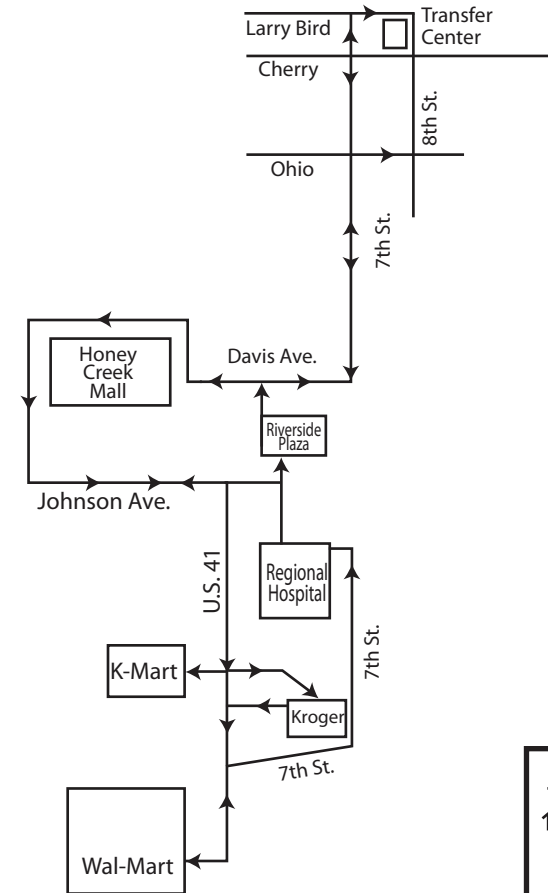 Larry Bird
Transfer
Center
Cherry
8th St.
Ohio
7th St.
Honey
Creek
Mall
Davis Ave.
Riverside
Plaza
Johnson Ave.
U.S. 41
Regional
Hospital
K-Mart
7th St.
Kroger
7th St.
Wal-Mart